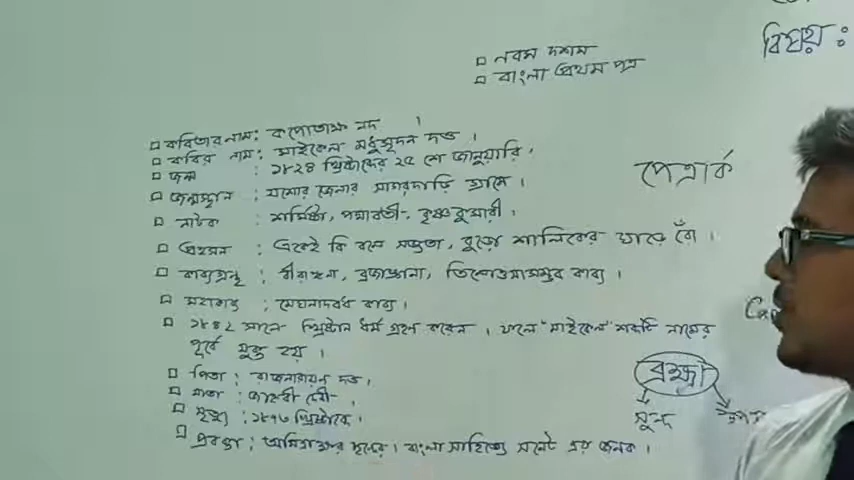 বিষয় :
□ নবম দশম
□ বাংলা প্রথম পত্র
□ কবিতার নাম : কপোতাক্ষ নদ ।
□ কবির নাম : মাইকেল মধুসূদন দত্ত ।
□ জন্ম : ১৮২৪ খ্রিষ্টাব্দের ২৫ শে জানুয়ারি ।
□ জন্মস্থান : যশোর জেলার সাগরদাড়ি গ্রামে ।
□ নাটক : শর্মিষ্ঠা, পদ্মাবতী, কৃষ্ণকুমারী ।
□ প্রহসন : একেই কি বলে সভ্যতা, বুড়ো শালিকের ঘাড়ে রোঁ ।
□ কাব্যগ্রন্থ : বীরাঙ্গনা, ব্রজাঙ্গনা, তিলোত্তমাসম্ভব কাব্য ।
□ মহাকাব্য : মেঘনাদবধ কাব্য ।
□ ১৮৪২ সালে খ্রিষ্টান ধর্ম গ্রহণ করেন । ফলে "মাইকেল" শব্দটি নামের
পূর্বে যুক্ত হয় ।
□ পিতা : রাজনারায়ন দত্ত ।
□ মাতা : জাহ্নবী দেবী
□ মৃত্যু : ১৮৭৩ খ্রিষ্টাব্দে ।
□ প্রবক্তা : অমিত্রাক্ষর ছন্দের । বাংলা সাহিত্যে সনেট এর জনক ।
পেত্রার্ক
ব্রহ্মা
সুন্দ